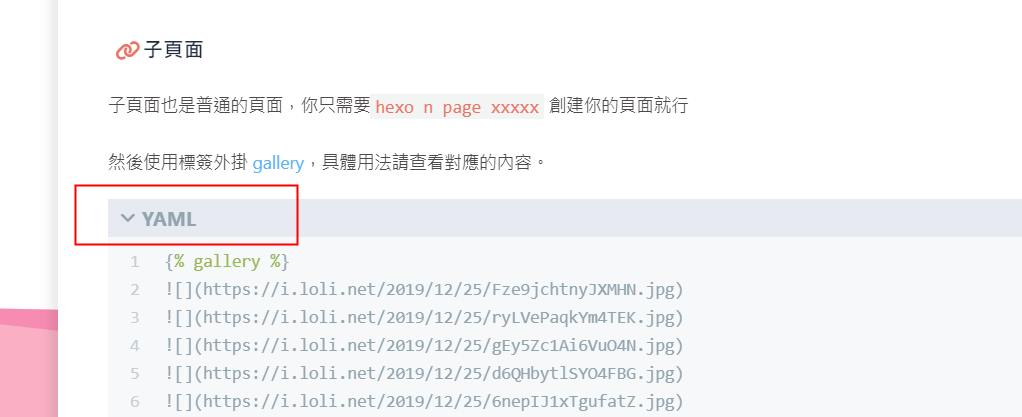 子頁面
子頁面也是普通的頁面，你只需要 hexo n page xxxxx 創建你的頁面就行
然後使用標簽外掛 gallery，具體用法請查看對應的內容。
YAML
1 {% gallery %}
2 ![](https://i.loli.net/2019/12/25/Fze9jchtnyJXMHN.jpg)
3 ![](https://i.loli.net/2019/12/25/ryLVePaqkYm4TEK.jpg)
4 ![](https://i.loli.net/2019/12/25/gEy5Zc1Ai6VuO4N.jpg)
5 ![](https://i.loli.net/2019/12/25/d6QHbytlSYO4FBG.jpg)
6 ![](https://i.loli.net/2019/12/25/6nepIJ1xTgufatZ.jpg)